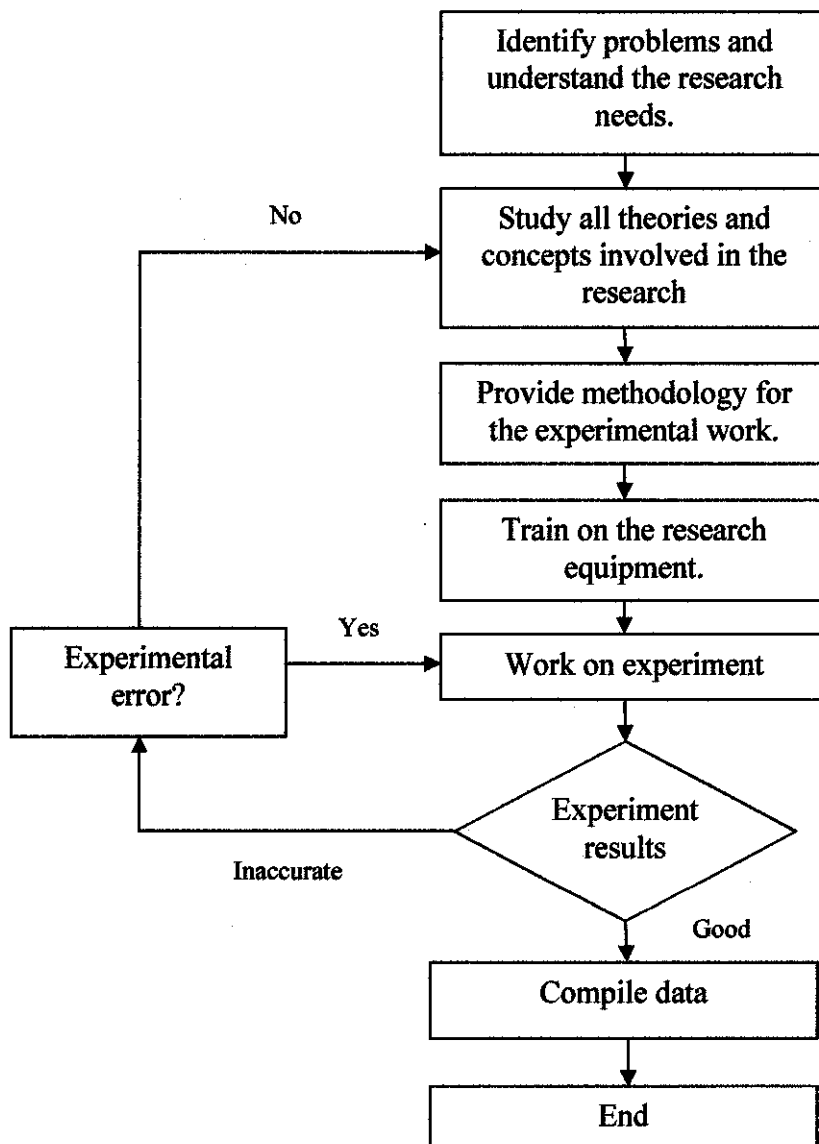 Identify problems and
understand the research
needs.
No
Study all theories and
concepts involved in the
research
Provide methodology for
the experimental work.
Train on the research
equipment.
Yes
Experimental
error?
Work on experiment
Experiment
results
Inaccurate
Good
Compile data
End